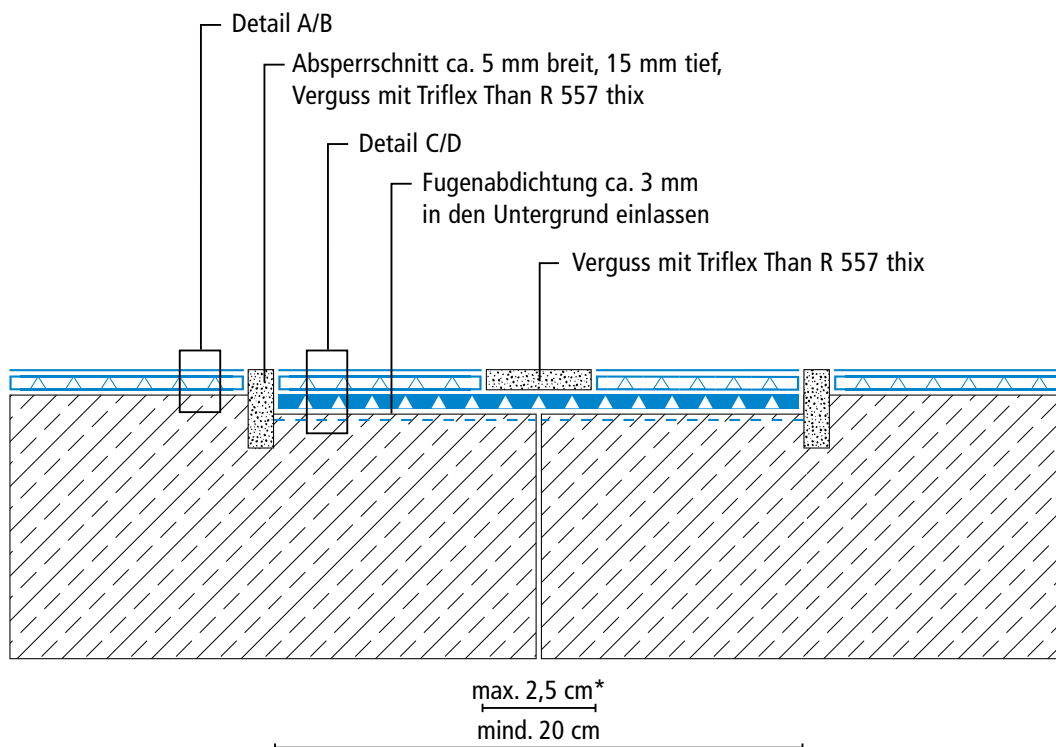 Detail A/B
Absperrschnitt ca. 5 mm breit, 15 mm tief,
Verguss mit Triflex Than R 557 thix
Detail C/D
Fugenabdichtung ca. 3 mm
in den Untergrund einlassen
Verguss mit Triflex Than R 557 thix
max. 2,5 cm*
mind. 20 cm